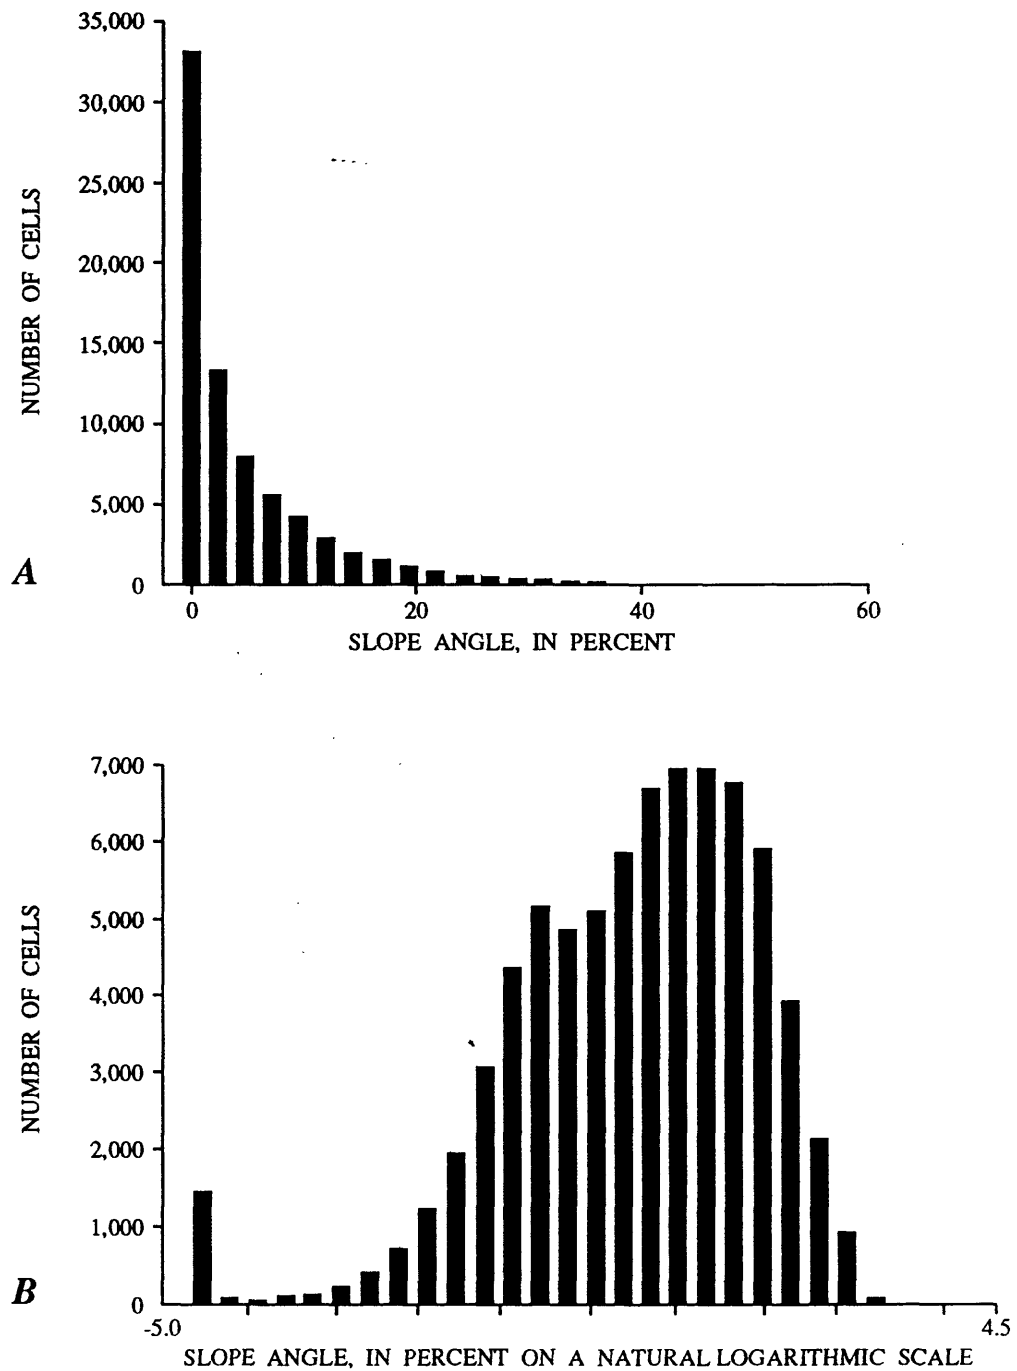 35,000
30,000
25,000
20,000
15,000
10,000
5,000
0
NUMBER OF CELLS
A
0 20 40 60
SLOPE ANGLE, IN PERCENT
7,000
6,000
5,000
4,000
3,000
2,000
1,000
0
NUMBER OF CELLS
B
-5.0 4.5
SLOPE ANGLE, IN PERCENT ON A NATURAL LOGARITHMIC SCALE